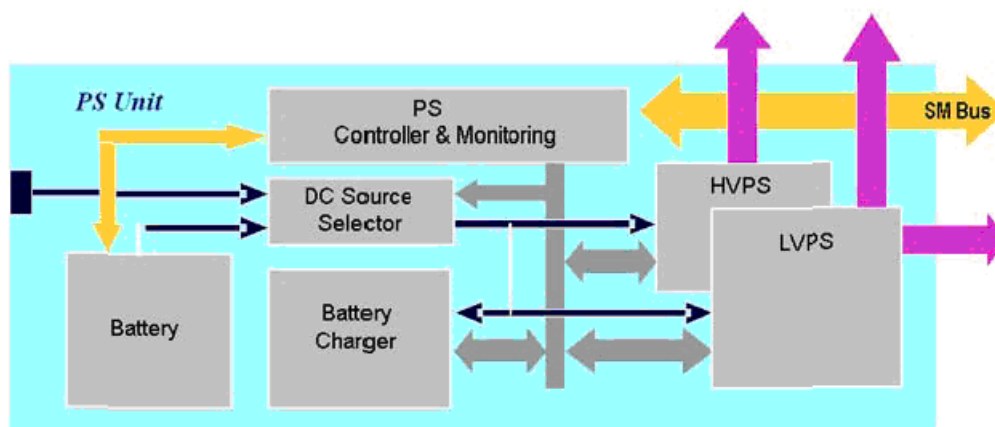 PS Unit
PS
Controller & Monitoring
SM Bus
DC Source
Selector
HVPS
LVPS
Battery
Battery
Charger